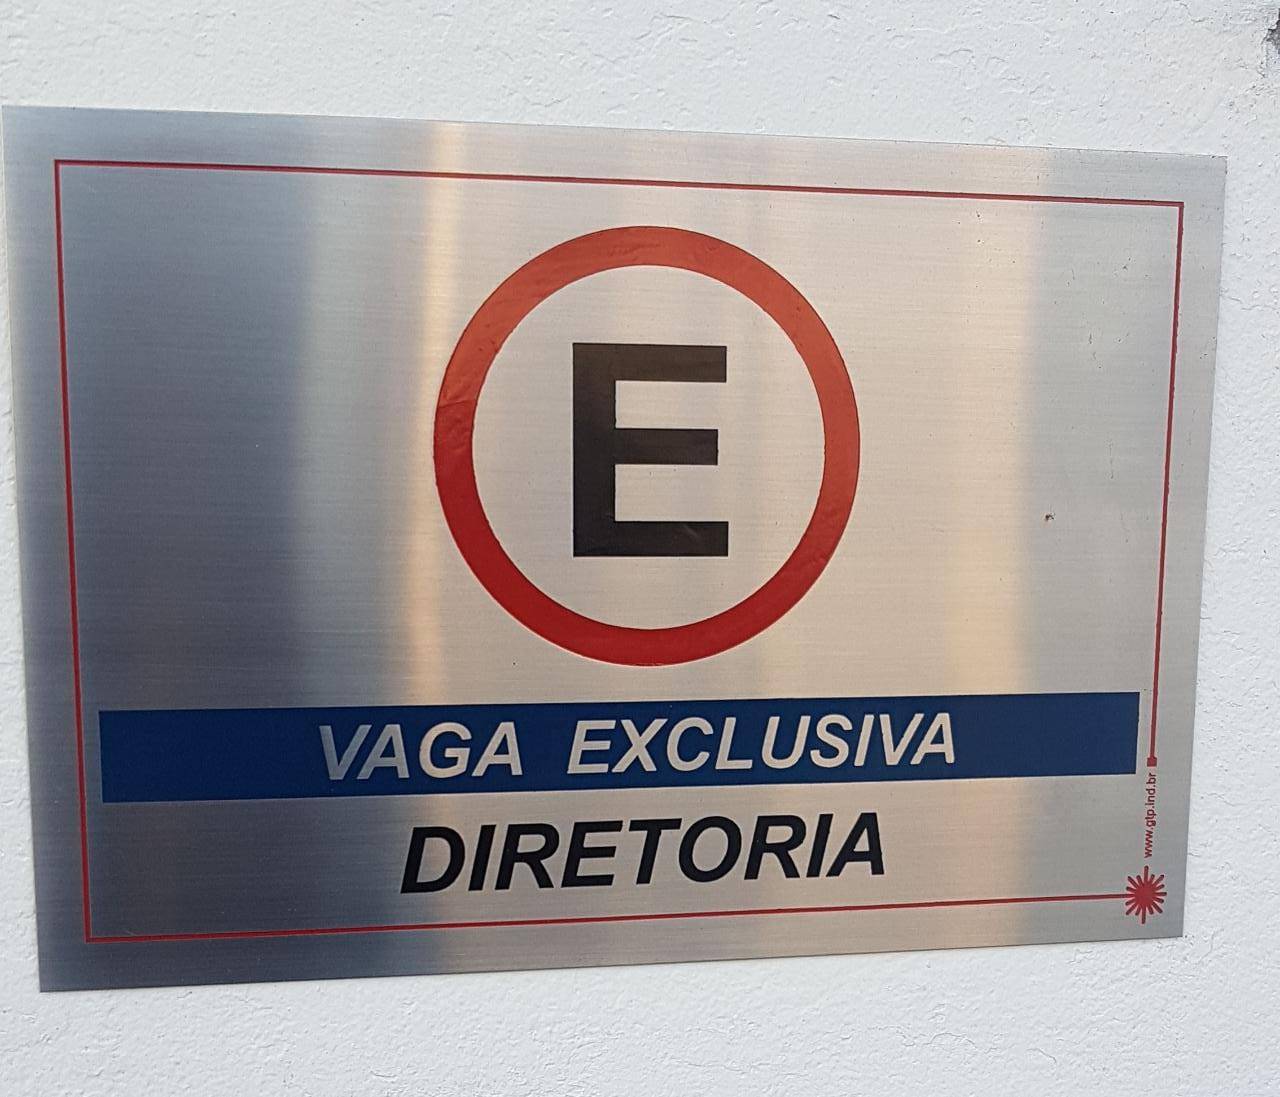 E
VAGA EXCLUSIVA
DIRETORIA
www.gtp.ind.br